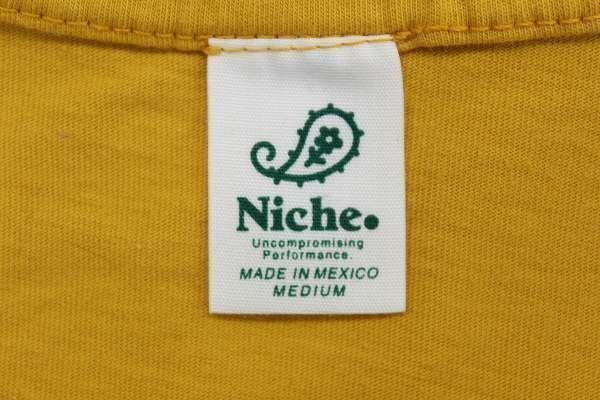 Niche.
Uncompromising
Performance.
MADE IN MEXICO
MEDIUM